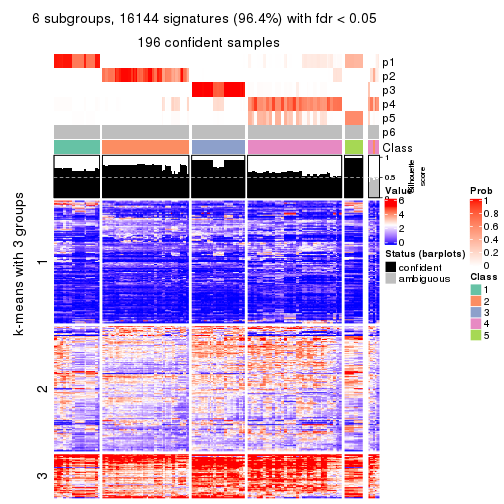 6 subgroups, 16144 signatures (96.4%) with fdr < 0.05
196 confident samples
p1
p2
p3
p4
p5
p6
Class
1
0.5
0
Silhouette
score
k-means with 3 groups
1
2
3
Value
6
4
2
0
Status (barplots)
confident
ambiguous
Prob
1
0.8
0.6
0.4
0.2
0
Class
1
2
3
4
5